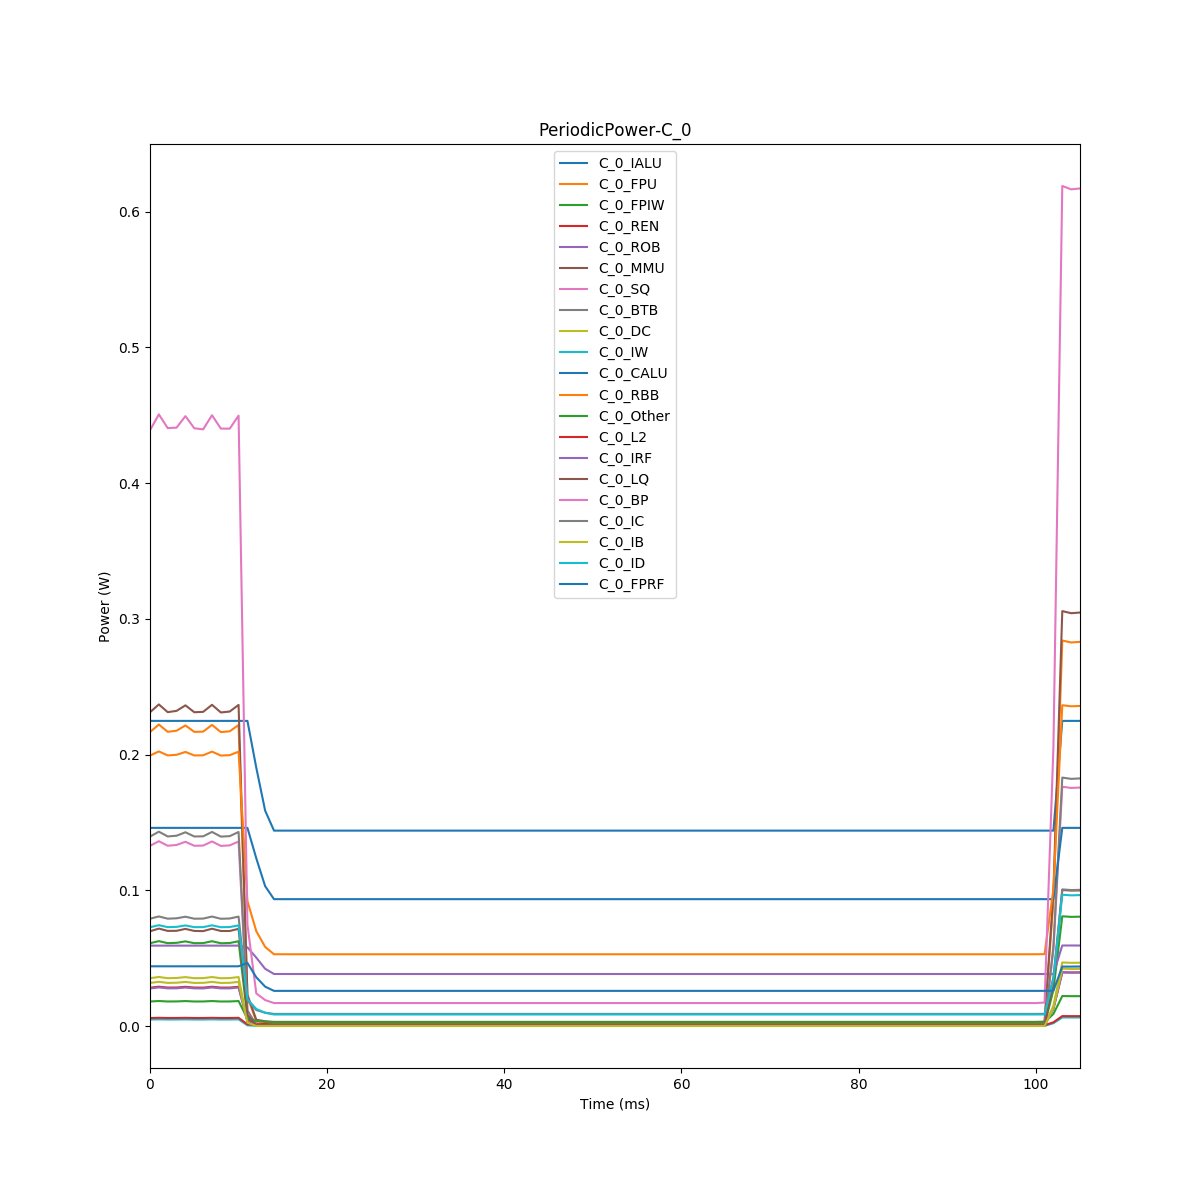 PeriodicPower-C_0
C_0_IALU
C_0_FPU
C_0_FPIW
C_0_REN
C_0_ROB
C_0_MMU
C_0_SQ
C_0_BTB
C_0_DC
C_0_IW
C_0_CALU
C_0_RBB
C_0_Other
C_0_L2
C_0_IRF
C_0_LQ
C_0_BP
C_0_IC
C_0_IB
C_0_ID
C_0_FPRF
0.6
0.5
0.4
0.3
0.2
0.1
0.0
Power (W)
0 20 40 60 80 100
Time (ms)